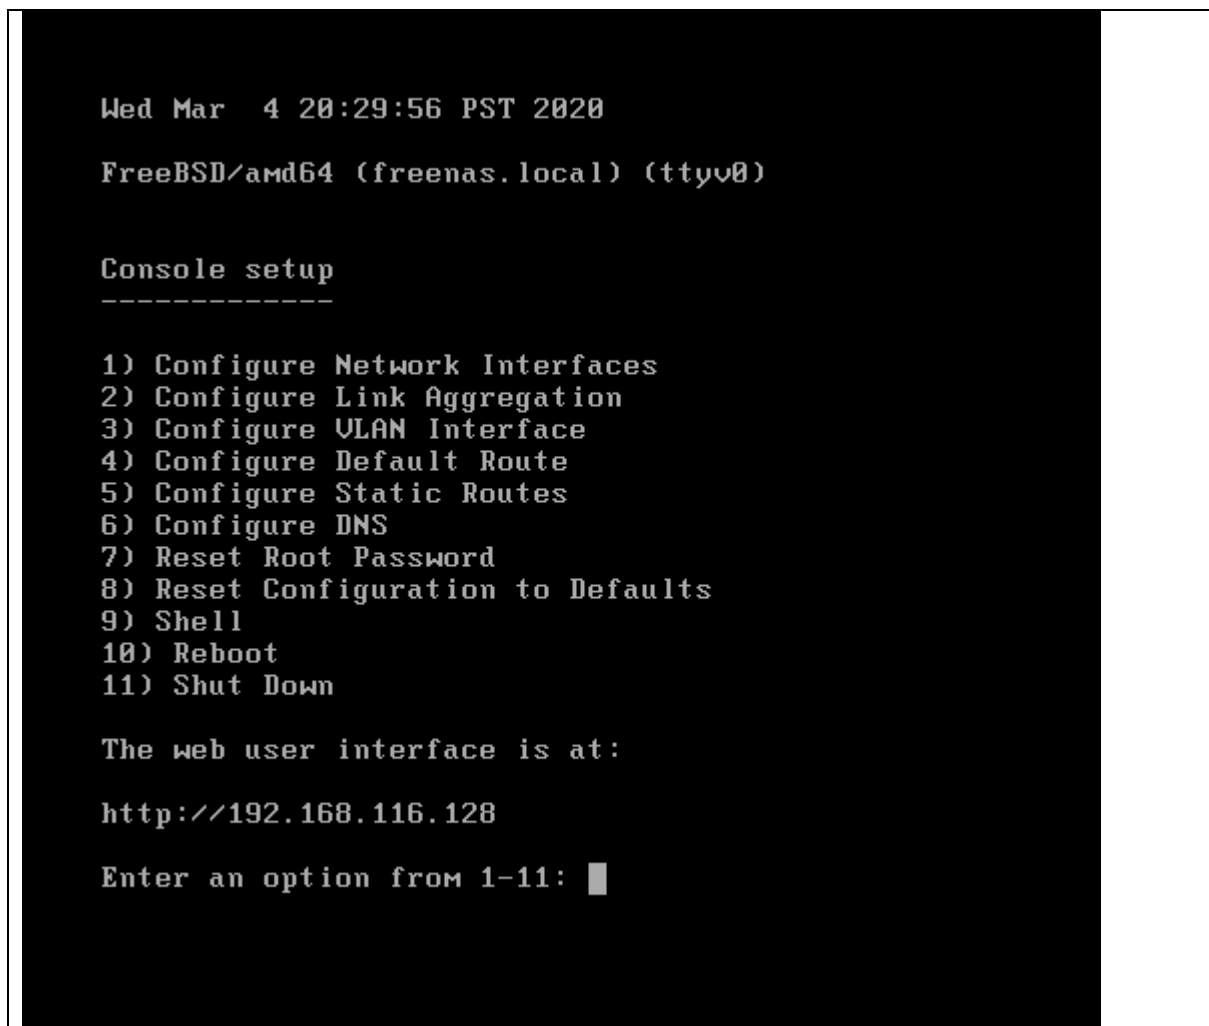 Wed Mar  4 20:29:56 PST 2020
FreeBSD/amd64 (freenas.local) (ttyv0)
Console setup
-------------
1) Configure Network Interfaces
2) Configure Link Aggregation
3) Configure VLAN Interface
4) Configure Default Route
5) Configure Static Routes
6) Configure DNS
7) Reset Root Password
8) Reset Configuration to Defaults
9) Shell
10) Reboot
11) Shut Down
The web user interface is at:
http://192.168.116.128
Enter an option from 1-11: